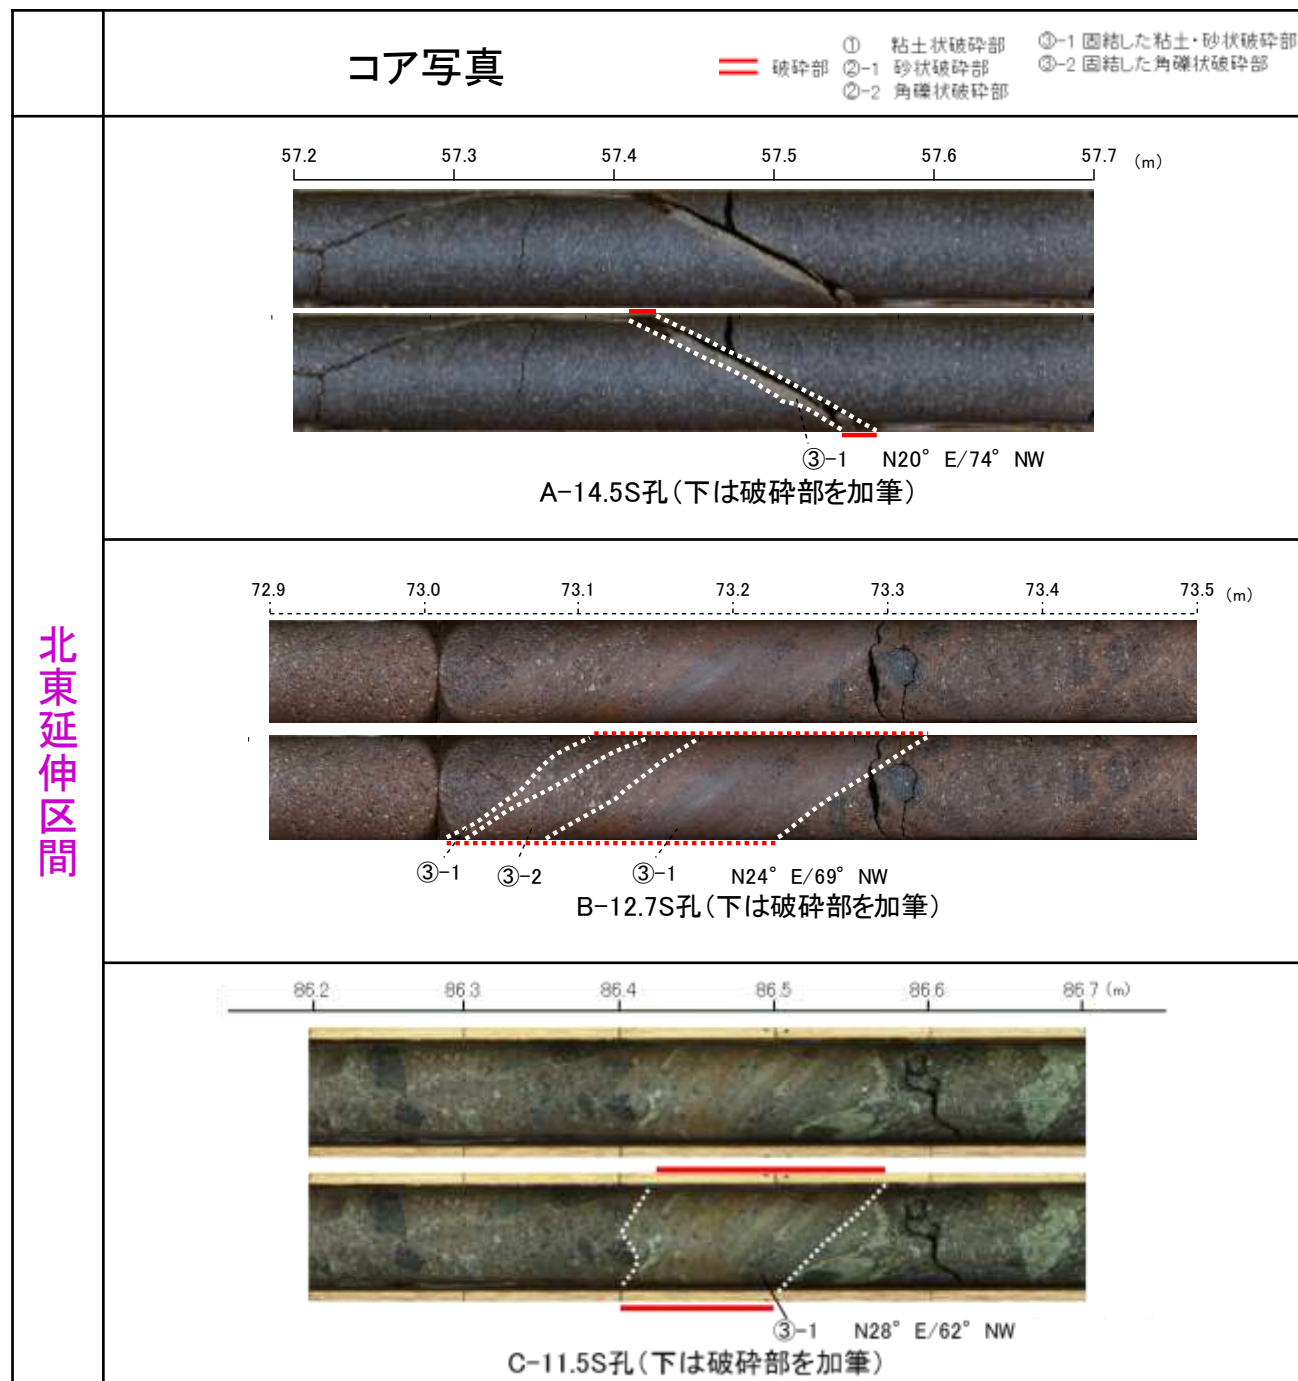 コア写真
破砕部
① 粘土状破砕部
②-1 砂状破砕部
②-2 角礫状破砕部
③-1 固結した粘土・砂状破砕部
③-2 固結した角礫状破砕部
北東延伸区間
57.2 57.3 57.4 57.5 57.6 57.7 (m)
③-1 N20° E/74° NW
A-14.5S孔(下は破砕部を加筆)
72.9 73.0 73.1 73.2 73.3 73.4 73.5 (m)
③-1 ③-2 ③-1 N24° E/69° NW
B-12.7S孔(下は破砕部を加筆)
86.2 86.3 86.4 86.5 86.6 86.7 (m)
③-1 N28° E/62° NW
C-11.5S孔(下は破砕部を加筆)